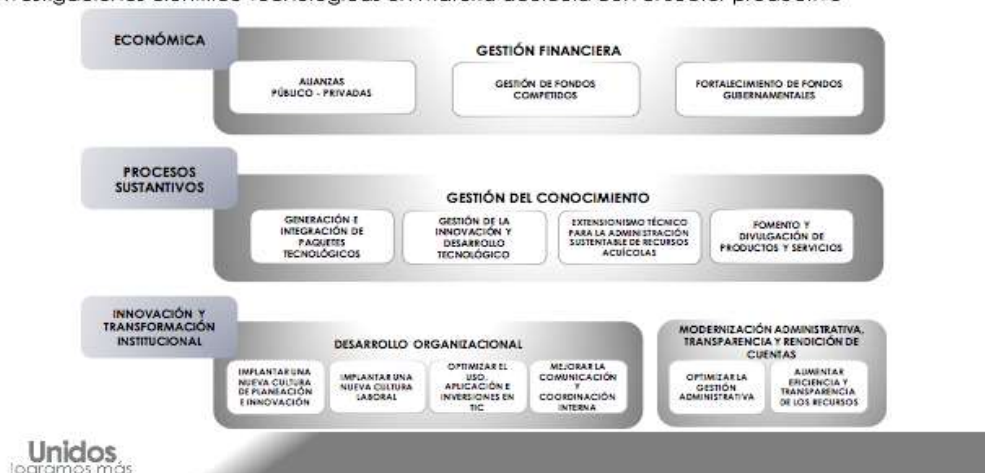 ECONÓMICA
GESTIÓN FINANCIERA
ALIANZAS
PÚBLICO - PRIVADAS
GESTIÓN DE FONDOS
COMPETIDOS
FORTALECIMIENTO DE FONDOS
GUBERNAMENTALES
PROCESOS
SUSTANTIVOS
GESTIÓN DEL CONOCIMIENTO
GENERACIÓN E
INTEGRACIÓN DE
PAQUETES
TECNOLÓGICOS
GESTIÓN DE LA
INNOVACIÓN Y
DESARROLLO
TECNOLÓGICO
EXTENSIONISMO TÉCNICO
PARA LA ADMINISTRACIÓN
SUSTENTABLE DE RECURSOS
ACUÍCOLAS
FOMENTO Y
DIVULGACIÓN DE
PRODUCTOS Y SERVICIOS
INNOVACIÓN Y
TRANSFORMACIÓN
INSTITUCIONAL
DESARROLLO ORGANIZACIONAL
IMPLANTAR UNA
NUEVA CULTURA
DE PLANEACIÓN
E INNOVACIÓN
IMPLANTAR UNA
NUEVA CULTURA
LABORAL
OPTIMIZAR EL
USO,
APLICACIÓN E
INVERSIONES EN
TIC
MEJORAR LA
COMUNICACIÓN
Y
COORDINACIÓN
INTERNA
MODERNIZACIÓN ADMINISTRATIVA,
TRANSPARENCIA Y RENDICIÓN DE
CUENTAS
OPTIMIZAR LA
GESTIÓN
ADMINISTRATIVA
AUMENTAR
EFICIENCIA Y
TRANSPARENCIA
DE LOS RECURSOS
Unidos
logramos más